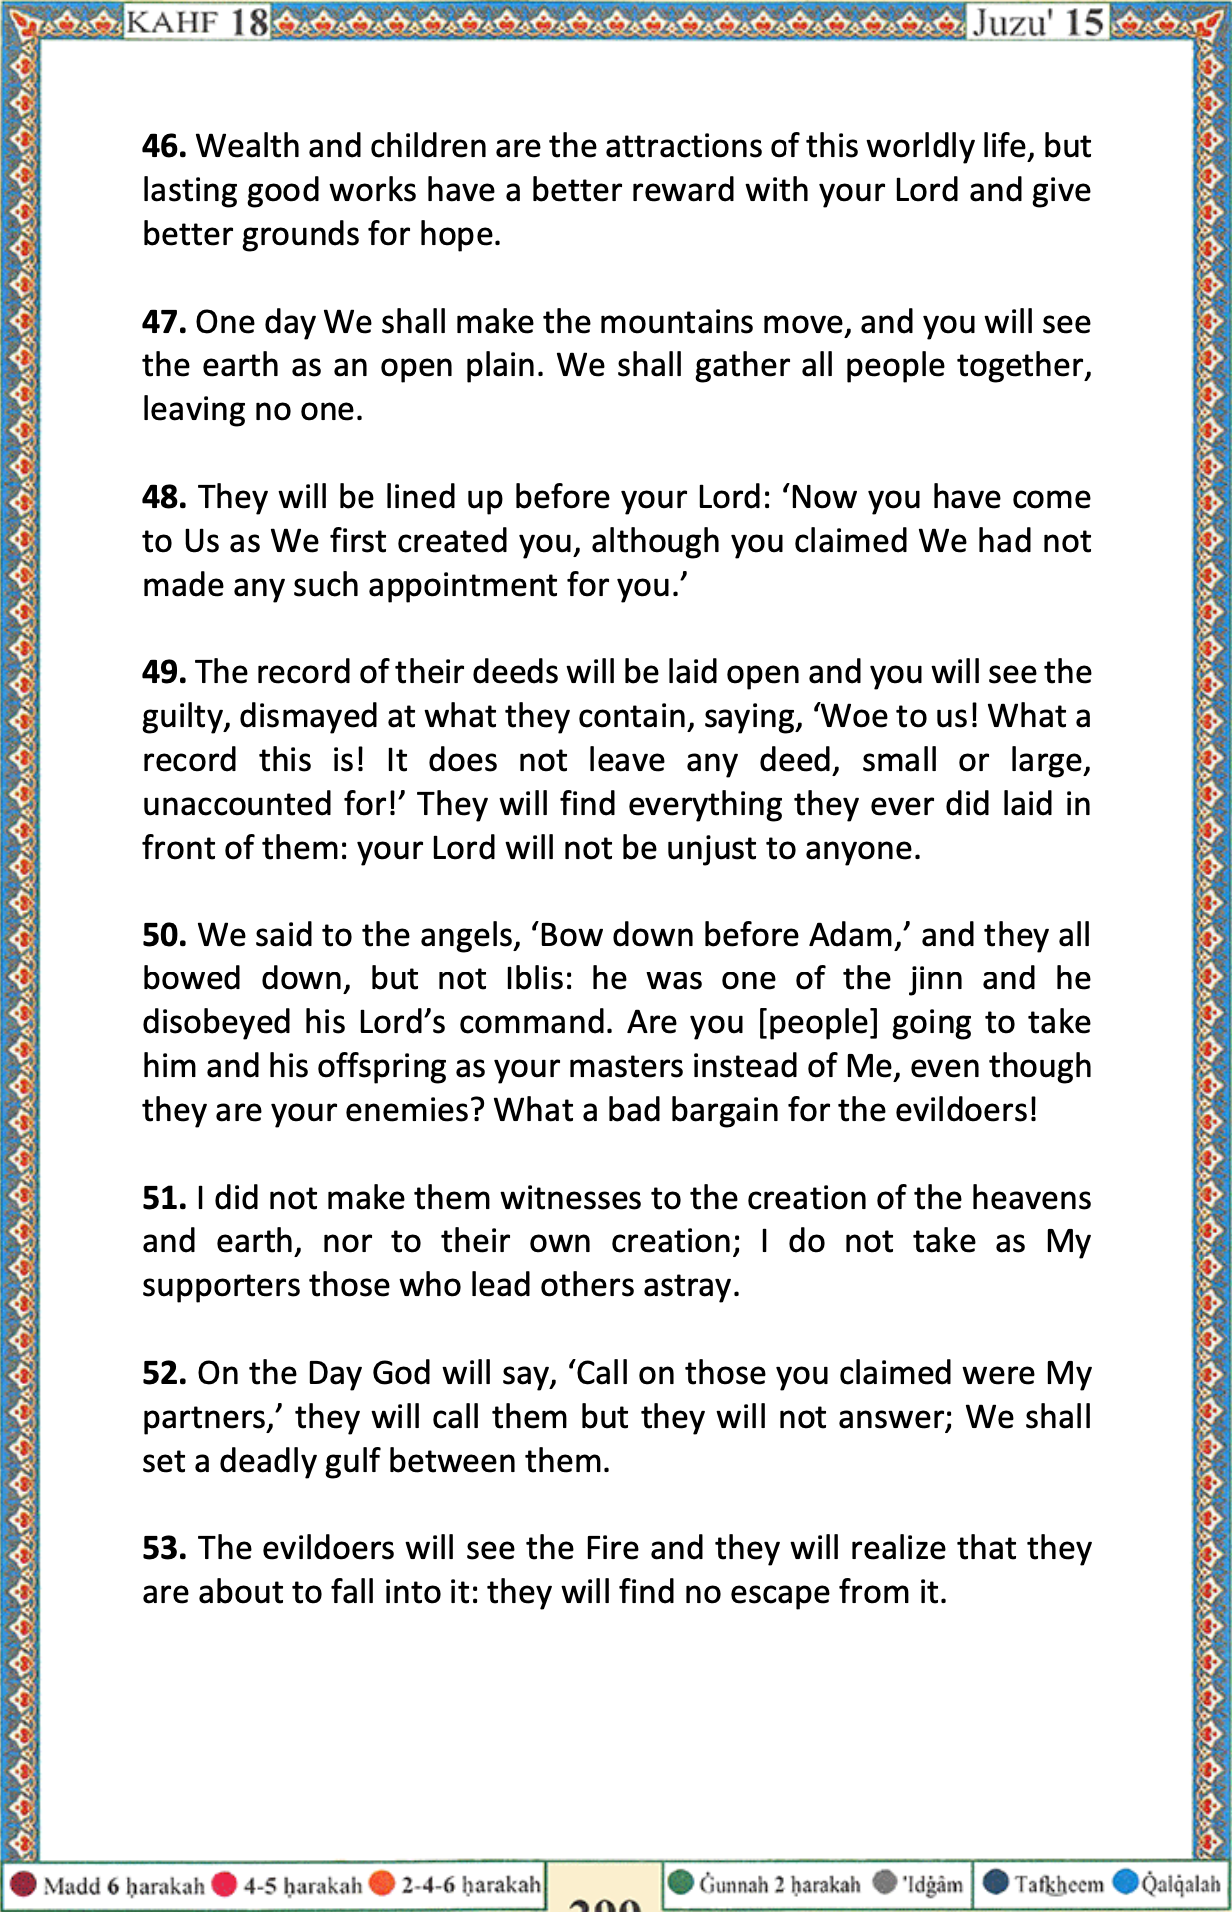 KAHF 18 Juzu' 15
46. Wealth and children are the attractions of this worldly life, but
lasting good works have a better reward with your Lord and give
better grounds for hope.
47. One day We shall make the mountains move, and you will see
the earth as an open plain. We shall gather all people together,
leaving no one.
48. They will be lined up before your Lord: ‘Now you have come
to Us as We first created you, although you claimed We had not
made any such appointment for you.’
49. The record of their deeds will be laid open and you will see the
guilty, dismayed at what they contain, saying, ‘Woe to us! What a
record this is! It does not leave any deed, small or large,
unaccounted for!’ They will find everything they ever did laid in
front of them: your Lord will not be unjust to anyone.
50. We said to the angels, ‘Bow down before Adam,’ and they all
bowed down, but not Iblis: he was one of the jinn and he
disobeyed his Lord’s command. Are you [people] going to take
him and his offspring as your masters instead of Me, even though
they are your enemies? What a bad bargain for the evildoers!
51. I did not make them witnesses to the creation of the heavens
and earth, nor to their own creation; I do not take as My
supporters those who lead others astray.
52. On the Day God will say, ‘Call on those you claimed were My
partners,’ they will call them but they will not answer; We shall
set a deadly gulf between them.
53. The evildoers will see the Fire and they will realize that they
are about to fall into it: they will find no escape from it.
Madd 6 ḥarakah 4-5 ḥarakah 2-4-6 ḥarakah Ġunnah 2 ḥarakah 'Idġâm Tafkheem Q̇alq̇alah